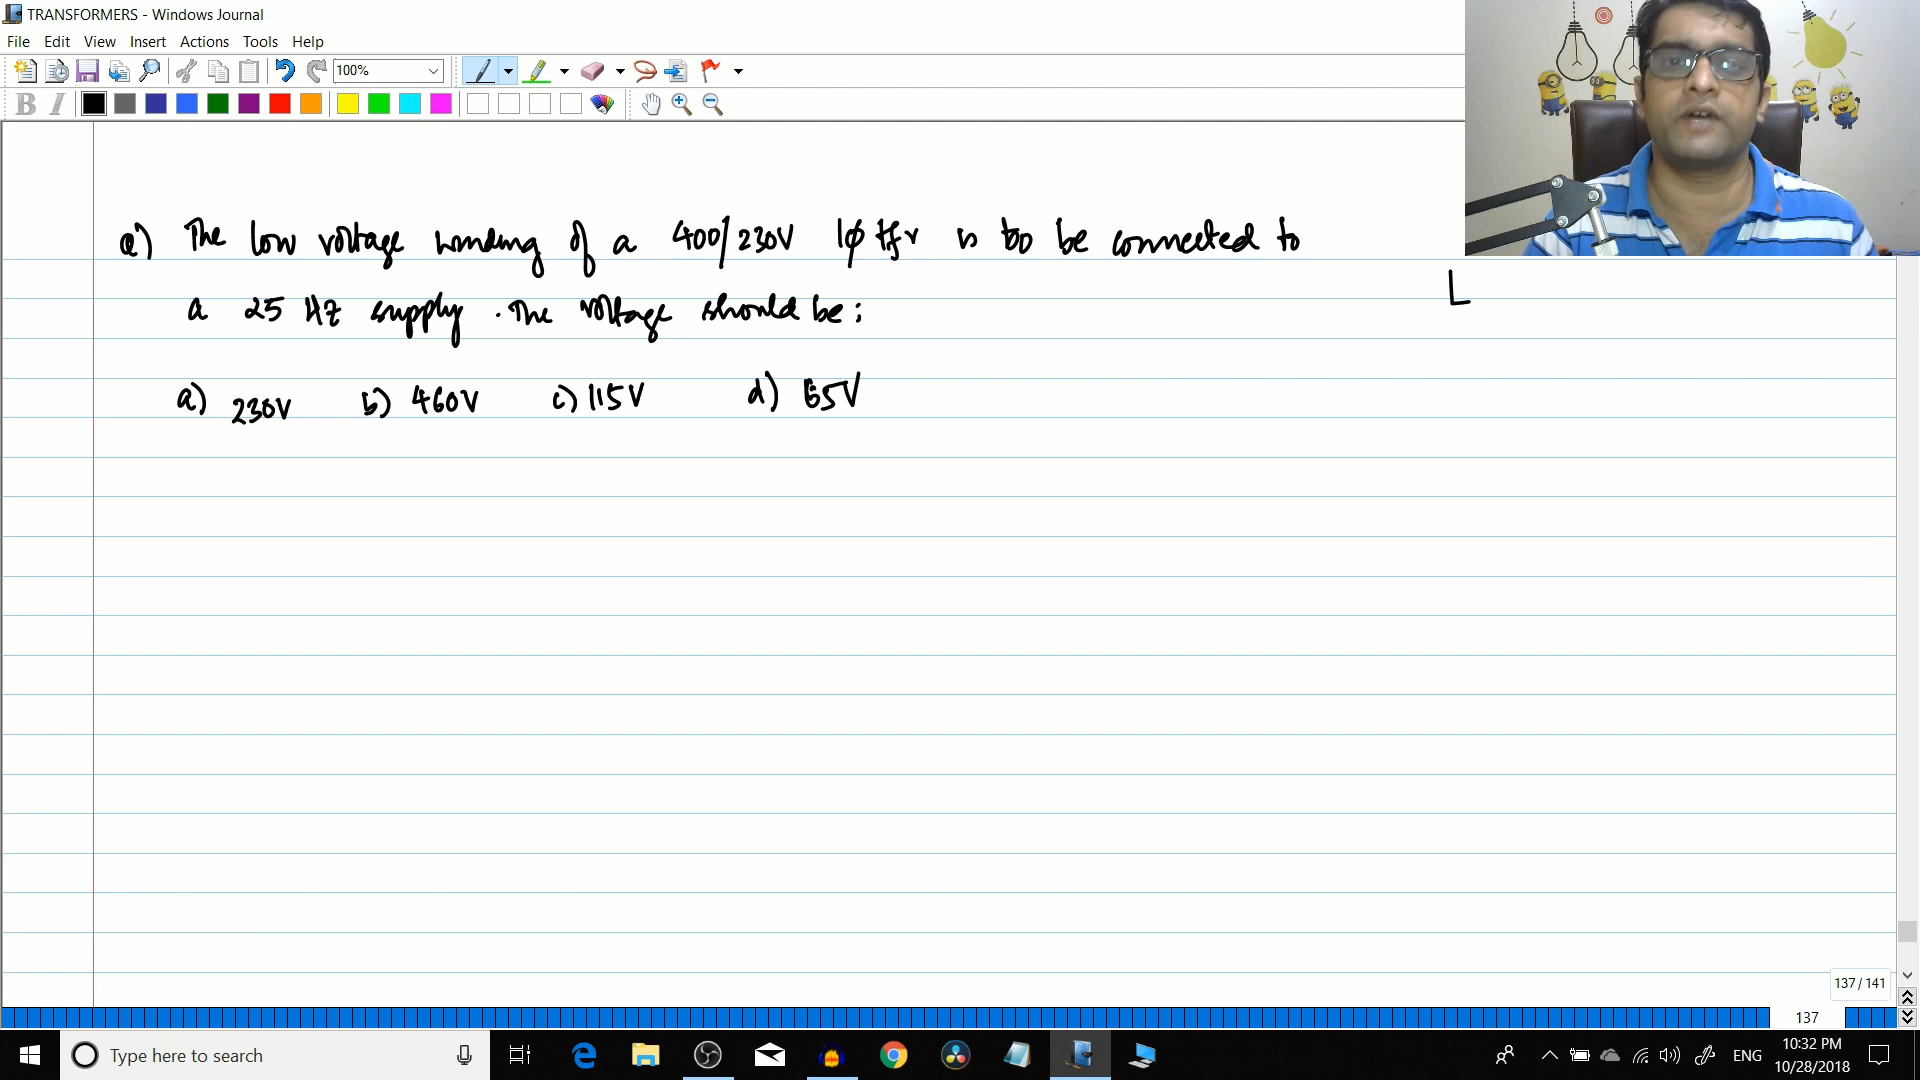 TRANSFORMERS - Windows Journal
File Edit View Insert Actions Tools Help
100%
B I
Q) The low voltage winding of a 400/230V 1φ tfr is to be connected to
a 25 Hz supply. The voltage should be:
a) 230V b) 460V c) 115V d) 65V
L
137 / 141
137
Type here to search
ENG
10:32 PM
10/28/2018